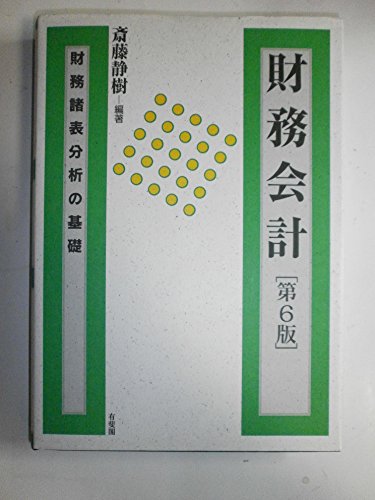 財務会計[第6版]
斎藤静樹―編著
財務諸表分析の基礎
有斐閣